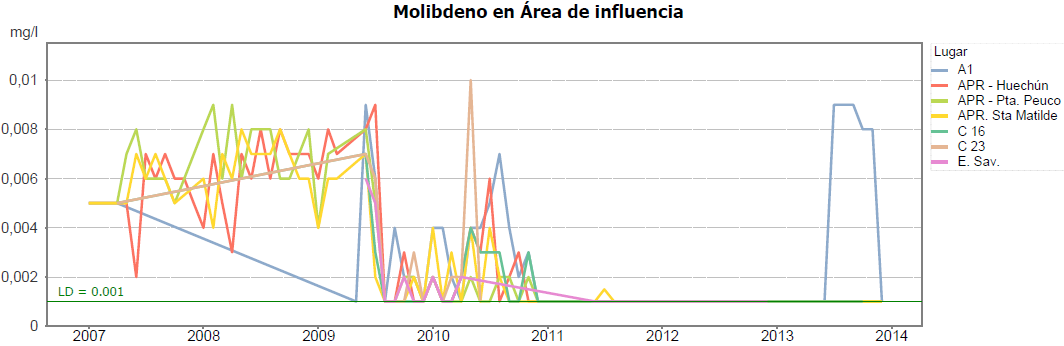 Molibdeno en Área de influencia
mg/l
0,01
0,008
0,006
0,004
0,002
0
LD = 0.001
2007
2008
2009
2010
2011
2012
2013
2014
Lugar
A1
APR - Huechún
APR - Pta. Peuco
APR. Sta Matilde
C 16
C 23
E. Sav.